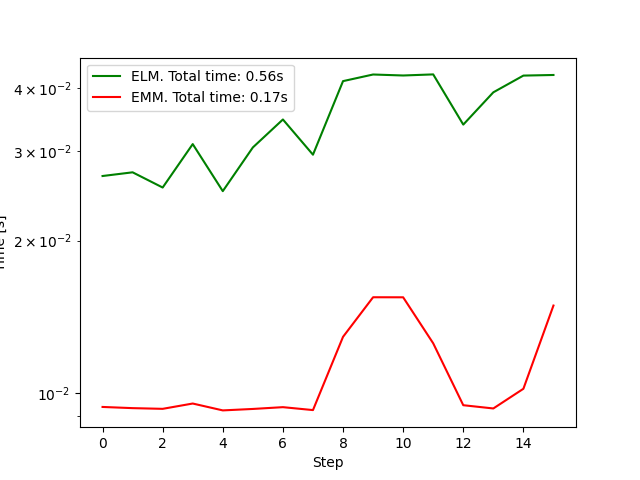 ELM. Total time: 0.56s
EMM. Total time: 0.17s
4 × 10⁻²
3 × 10⁻²
2 × 10⁻²
10⁻²
Time [s]
0 2 4 6 8 10 12 14
Step